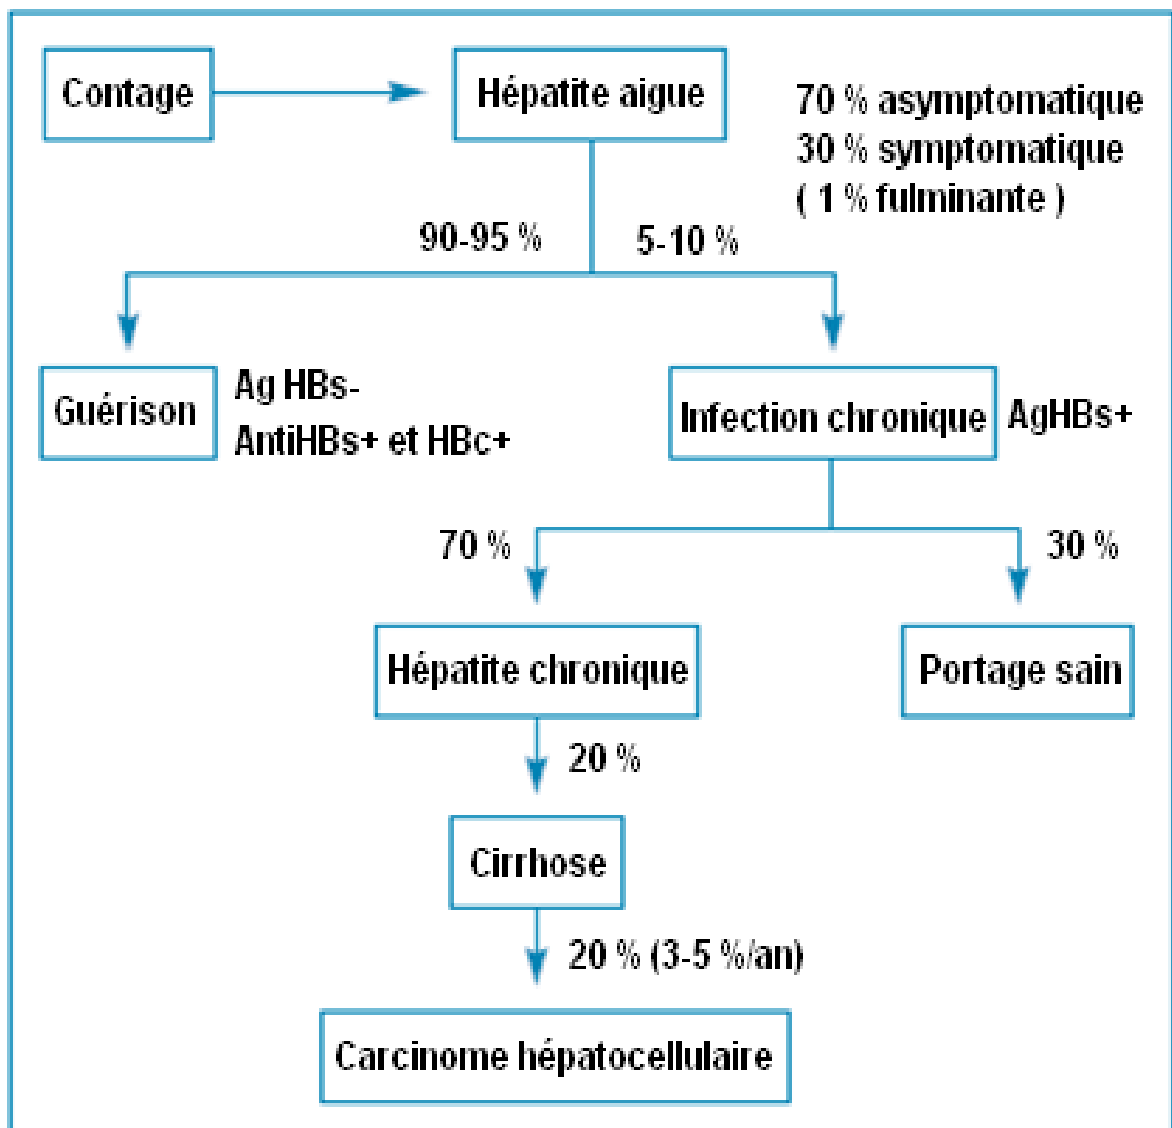 Contage
Hépatite aigue
70 % asymptomatique
30 % symptomatique
( 1 % fulminante )
90-95 %
5-10 %
Guérison
Ag HBs-
AntiHBs+ et HBc+
Infection chronique
AgHBs+
70 %
30 %
Hépatite chronique
Portage sain
20 %
Cirrhose
20 % (3-5 %/an)
Carcinome hépatocellulaire